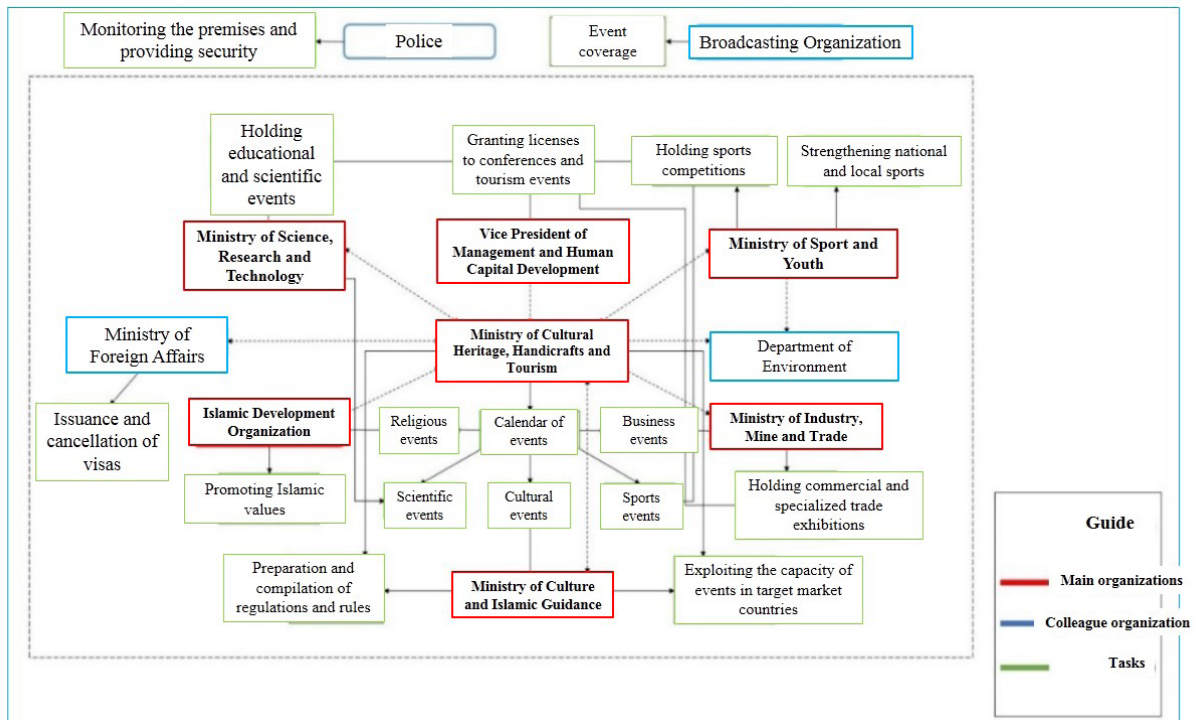 Monitoring the premises and
providing security
Police
Event
coverage
Broadcasting Organization
Holding
educational
and scientific
events
Granting licenses
to conferences and
tourism events
Holding sports
competitions
Strengthening national
and local sports
Ministry of Science,
Research and
Technology
Vice President of
Management and Human
Capital Development
Ministry of Sport and
Youth
Ministry of
Foreign Affairs
Ministry of Cultural
Heritage, Handicrafts and
Tourism
Department of
Environment
Issuance and
cancellation of
visas
Islamic Development
Organization
Religious
events
Calendar of
events
Business
events
Ministry of Industry,
Mine and Trade
Promoting Islamic
values
Scientific
events
Cultural
events
Sports
events
Holding commercial and
specialized trade
exhibitions
Preparation and
compilation of
regulations and rules
Ministry of Culture
and Islamic Guidance
Exploiting the capacity of
events in target market
countries
Guide
Main organizations
Colleague organization
Tasks